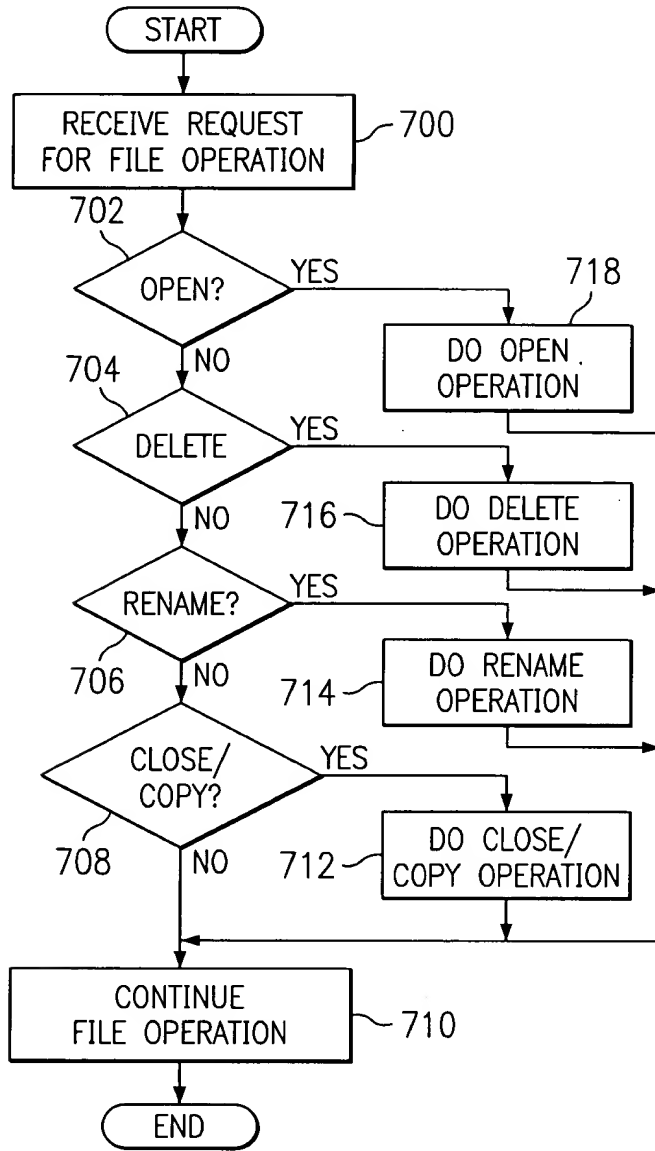 START
RECEIVE REQUEST
FOR FILE OPERATION
700
702
OPEN?
YES
718
DO OPEN
OPERATION
NO
704
DELETE
YES
716
DO DELETE
OPERATION
NO
RENAME?
YES
706
714
DO RENAME
OPERATION
NO
CLOSE/
COPY?
YES
708
712
DO CLOSE/
COPY OPERATION
NO
CONTINUE
FILE OPERATION
710
END